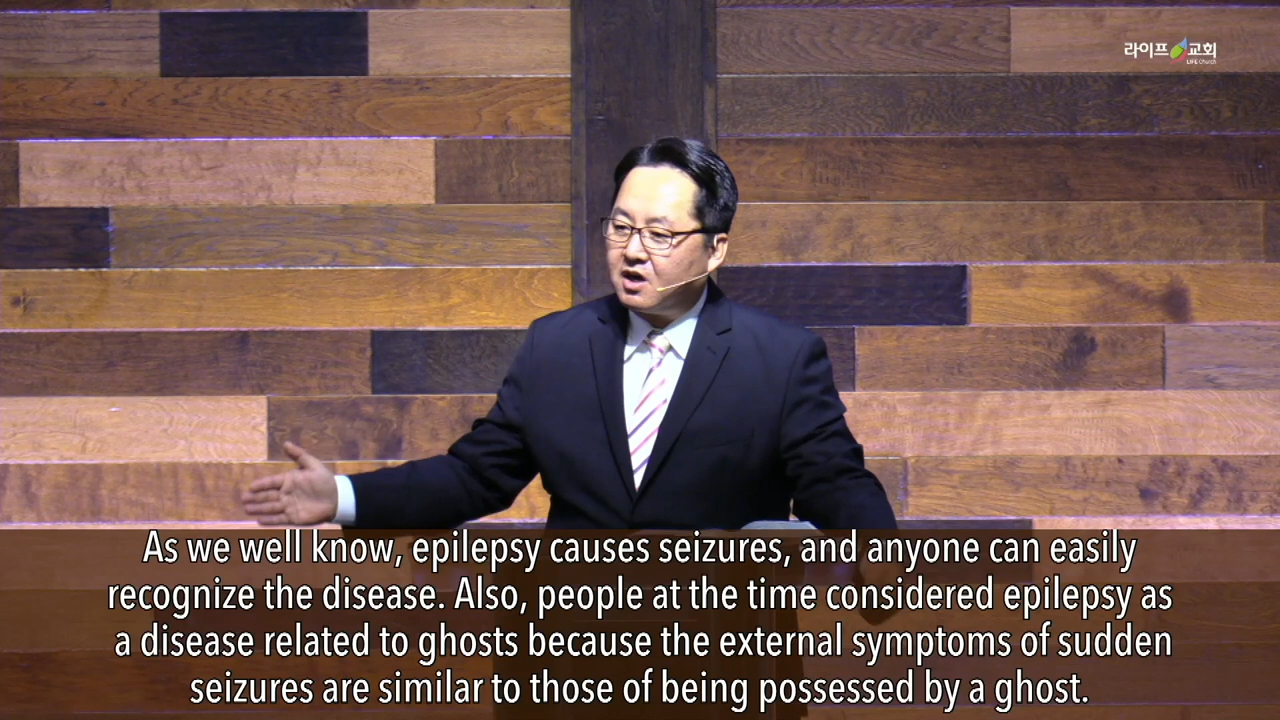 라이프 교회
LIFE Church
As we well know, epilepsy causes seizures, and anyone can easily
recognize the disease. Also, people at the time considered epilepsy as
a disease related to ghosts because the external symptoms of sudden
seizures are similar to those of being possessed by a ghost.